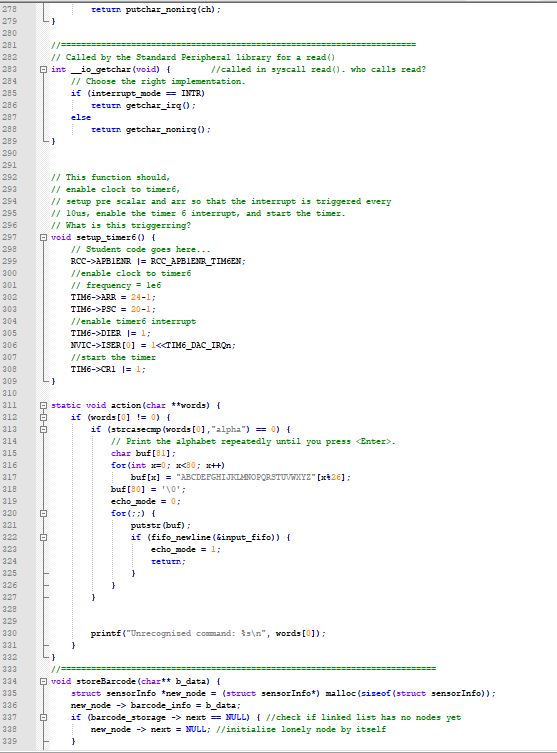 278 return putchar_nonirq(ch);
279 }
280
281 //=======================================================================
282 // Called by the Standard Peripheral library for a read()
283 int __io_getchar(void) { //called in syscall read(). who calls read?
284 // Choose the right implementation.
285 if (interrupt_mode == INTR)
286 return getchar_irq();
287 else
288 return getchar_nonirq();
289 }
290
291
292 // This function should,
293 // enable clock to timer6,
294 // setup pre scalar and arr so that the interrupt is triggered every
295 // 10us, enable the timer 6 interrupt, and start the timer.
296 // What is this triggerring?
297 void setup_timer6() {
298 // Student code goes here...
299 RCC->APB1ENR |= RCC_APB1ENR_TIM6EN;
300 //enable clock to timer6
301 // frequency = 1e6
302 TIM6->ARR = 24-1;
303 TIM6->PSC = 20-1;
304 //enable timer6 interrupt
305 TIM6->DIER |= 1;
306 NVIC->ISER[0] = 1<<TIM6_DAC_IRQn;
307 //start the timer
308 TIM6->CR1 |= 1;
309 }
310
311 static void action(char **words) {
312 if (words[0] != 0) {
313 if (strcasecmp(words[0],"alpha") == 0) {
314 // Print the alphabet repeatedly until you press <Enter>.
315 char buf[81];
316 for(int x=0; x<80; x++)
317 buf[x] = "ABCDEFGHIJKLMNOPQRSTUVWXYZ"[x%26];
318 buf[80] = '\0';
319 echo_mode = 0;
320 for(;;) {
321 putstr(buf);
322 if (fifo_newline(&input_fifo)) {
323 echo_mode = 1;
324 return;
325 }
326 }
327 }
328
329
330 printf("Unrecognized command: %s\n", words[0]);
331 }
332 }
333 //===========================================================================
334 void storeBarcode(char** b_data) {
335 struct sensorInfo *new_node = (struct sensorInfo*) malloc(sizeof(struct sensorInfo));
336 new_node -> barcode_info = b_data;
337 if (barcode_storage -> next == NULL) { //check if linked list has no nodes yet
338 new_node -> next = NULL; //initialise lonely node by itself
339 }